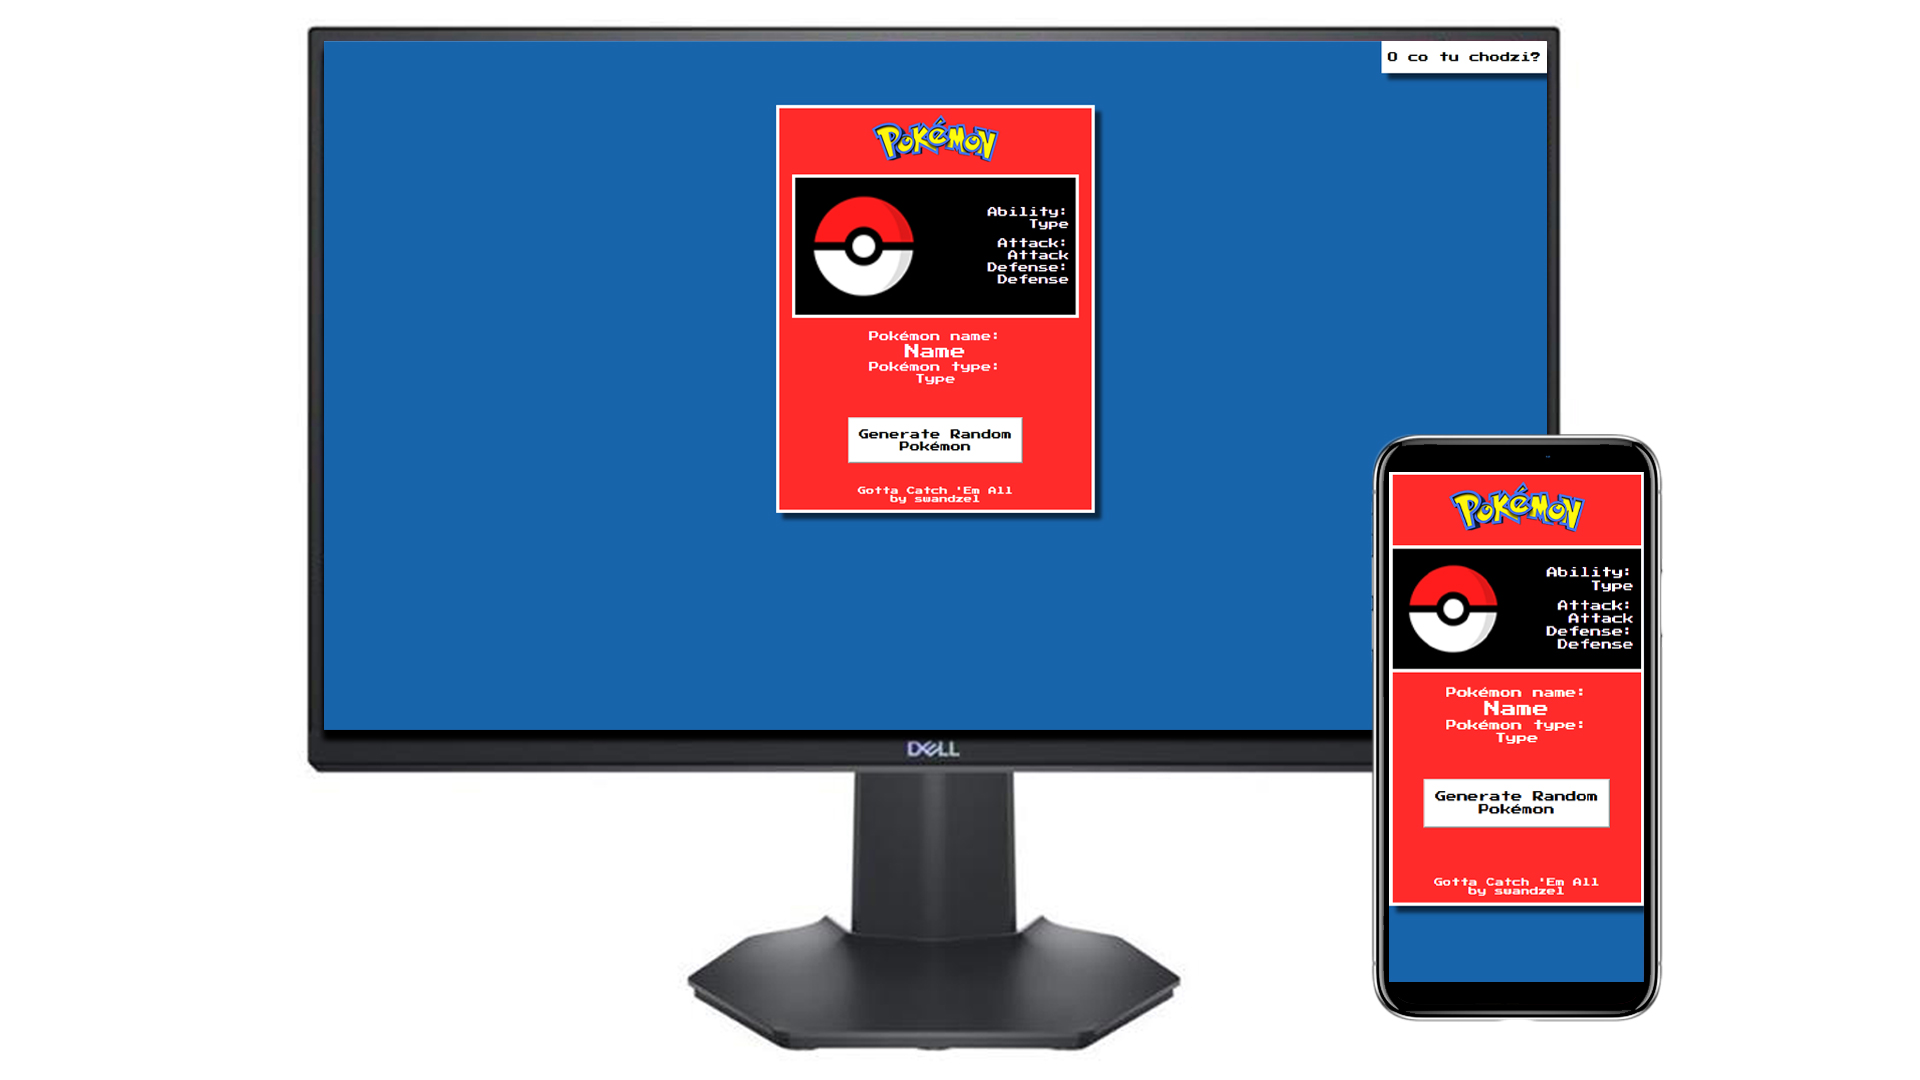 O co tu chodzi?
Pokémon
Ability:
Type
Attack:
Attack
Defense:
Defense
Pokémon name:
Name
Pokémon type:
Type
Generate Random
Pokémon
Gotta Catch 'Em All
by swandzel
DELL
Pokémon
Ability:
Type
Attack:
Attack
Defense:
Defense
Pokémon name:
Name
Pokémon type:
Type
Generate Random
Pokémon
Gotta Catch 'Em All
by swandzel